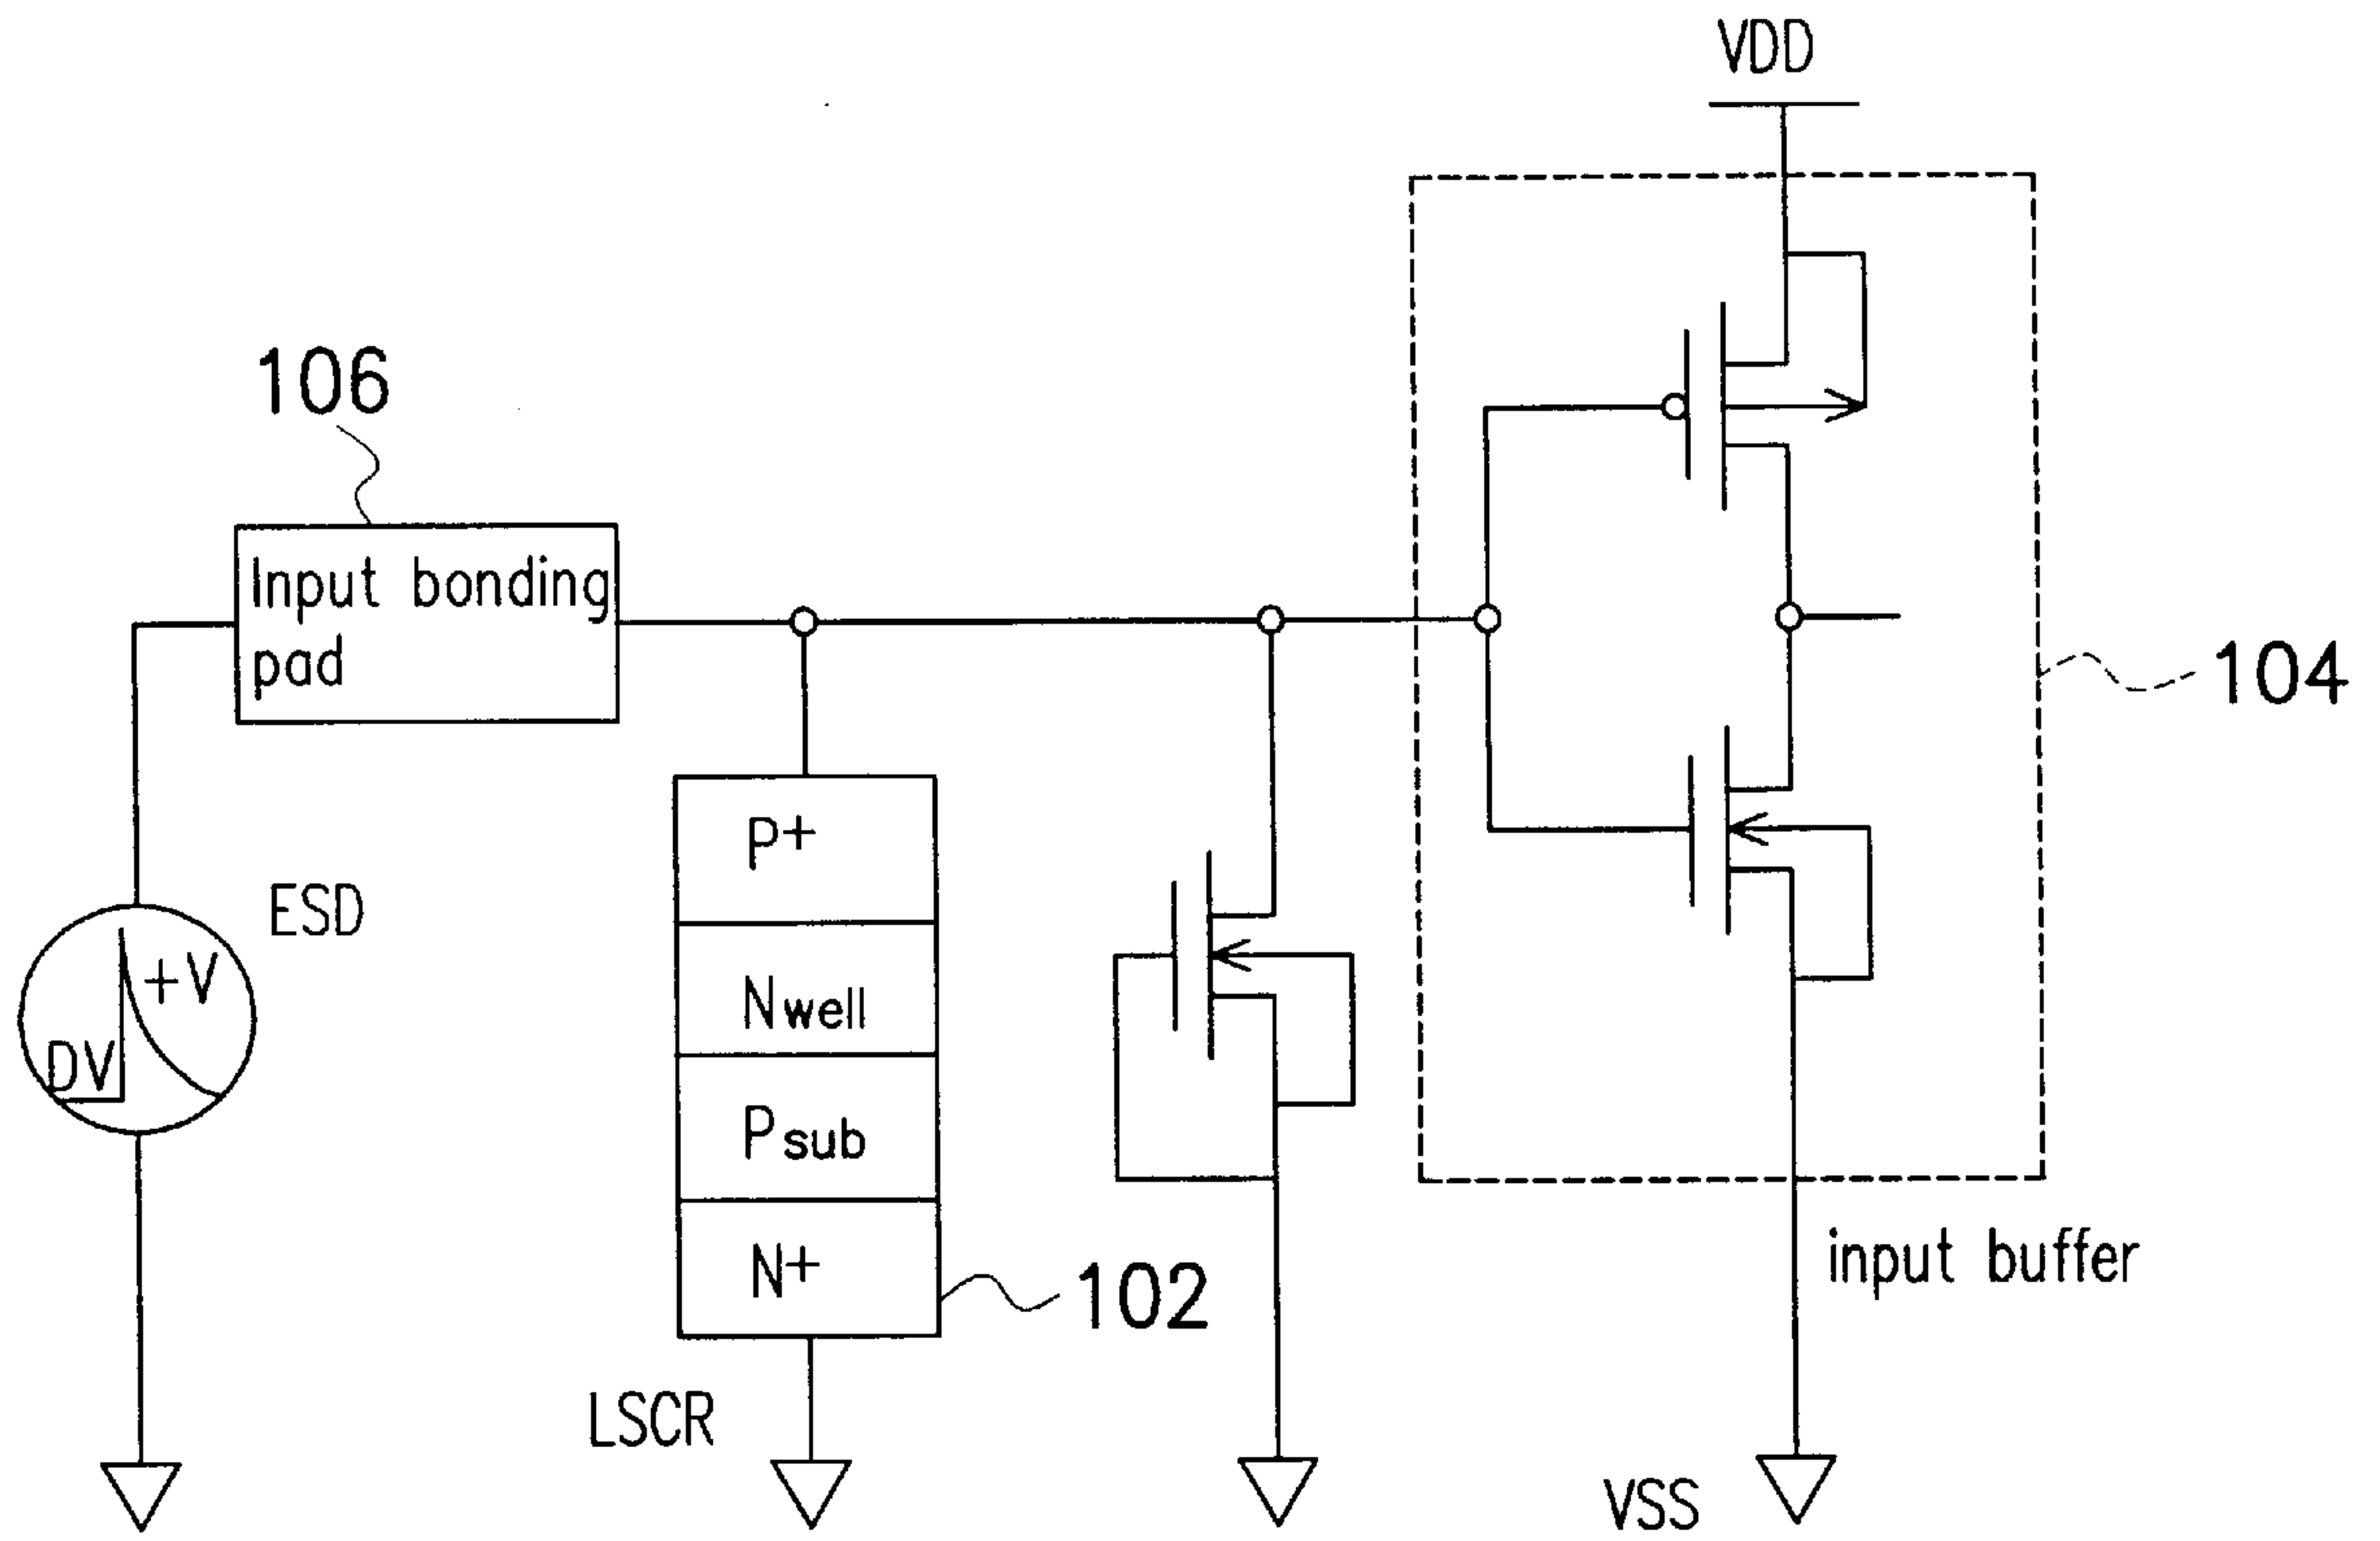 VDD
106
Input bonding
pad
104
P+
ESD
+V
Nwell
DV
Psub
input buffer
N+
102
LSCR
VSS